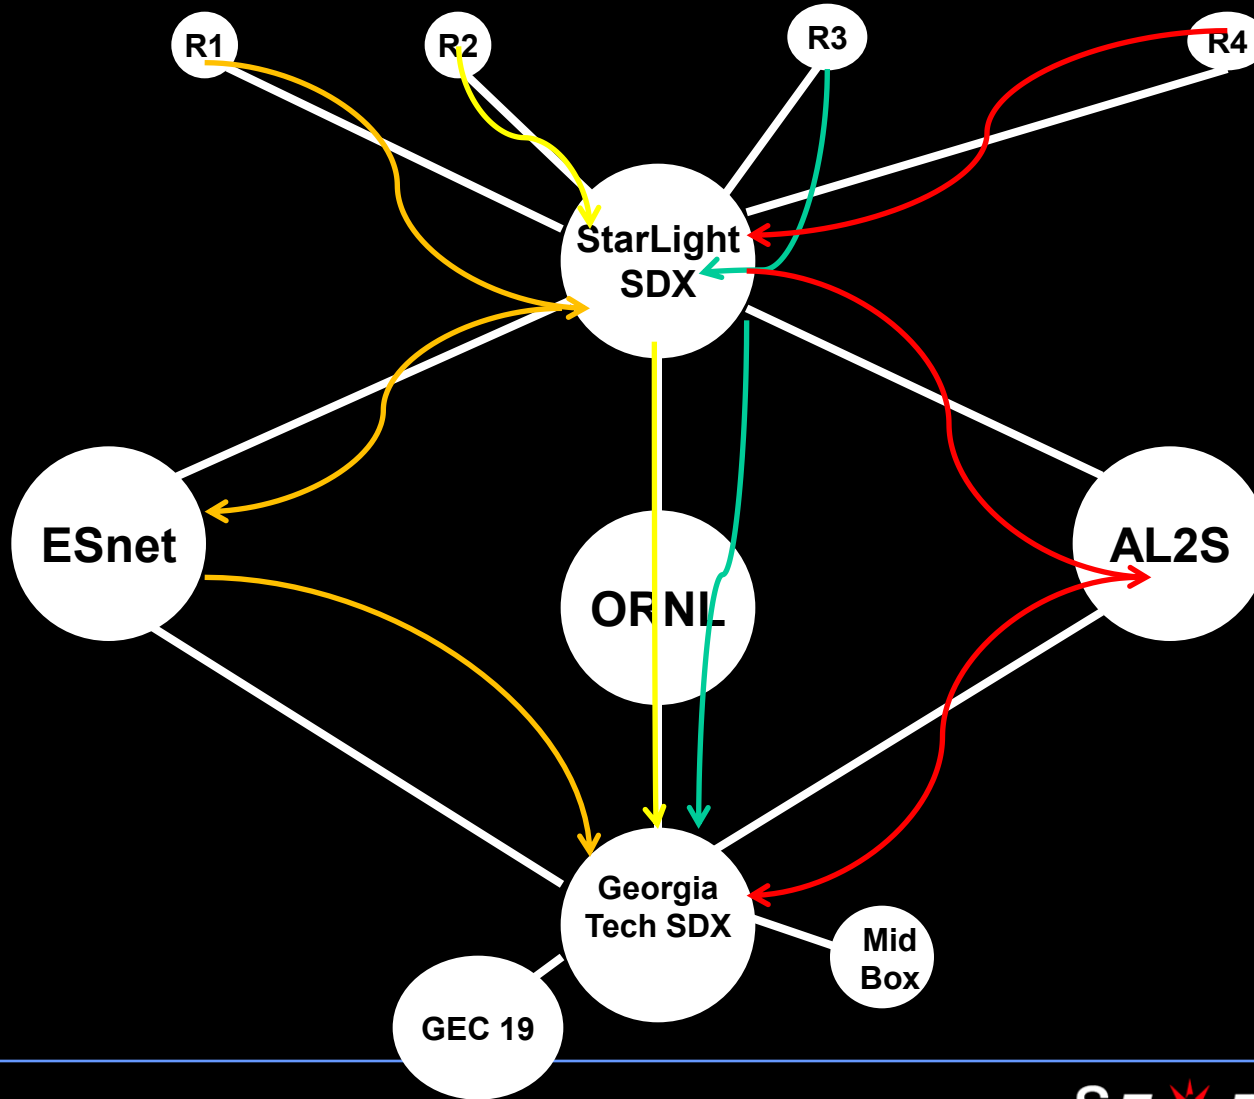 R1
R2
R3
R4
StarLight
SDX
ESnet
ORNL
AL2S
Georgia
Tech SDX
Mid
Box
GEC 19